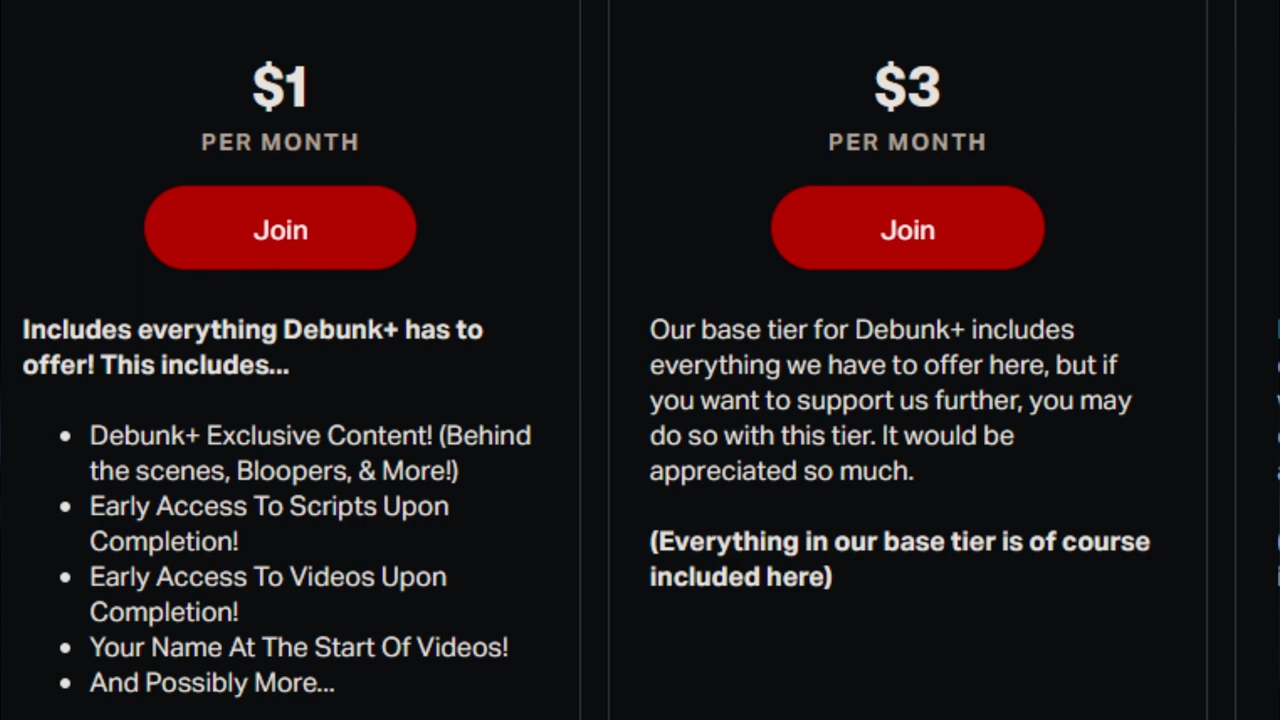 $1
PER MONTH
Join
Includes everything Debunk+ has to
offer! This includes...
• Debunk+ Exclusive Content! (Behind
the scenes, Bloopers, & More!)
• Early Access To Scripts Upon
Completion!
• Early Access To Videos Upon
Completion!
• Your Name At The Start Of Videos!
• And Possibly More...
$3
PER MONTH
Join
Our base tier for Debunk+ includes
everything we have to offer here, but if
you want to support us further, you may
do so with this tier. It would be
appreciated so much.
(Everything in our base tier is of course
included here)